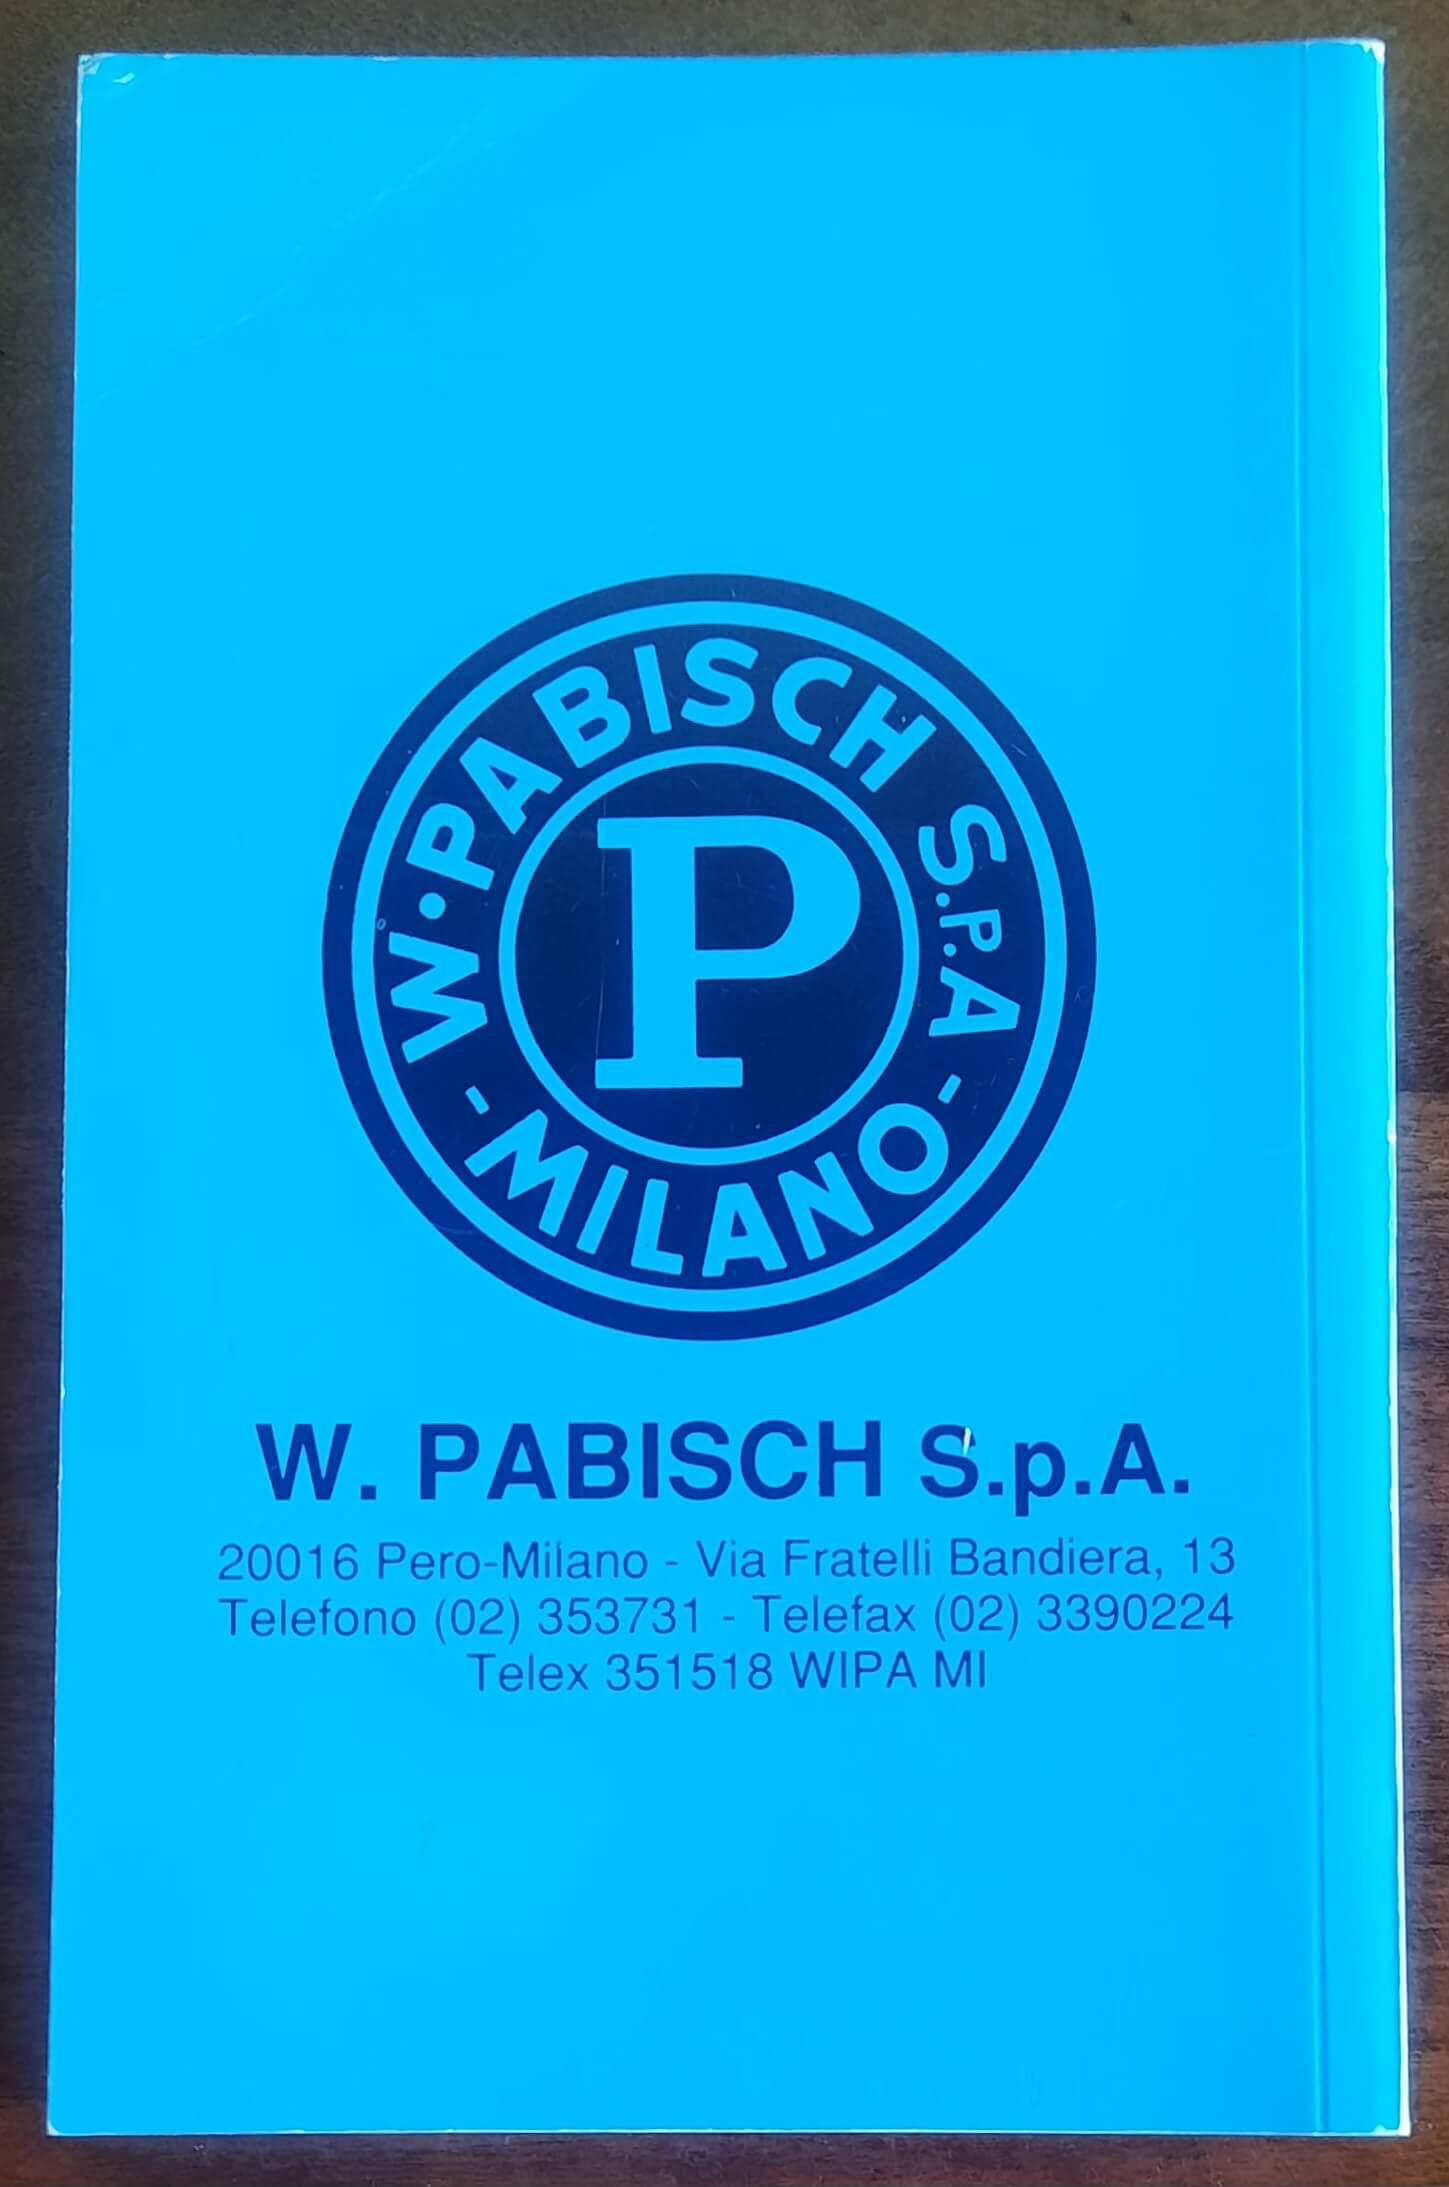 W. PABISCH S.P.A
P
- MILANO -
W. PABISCH S.p.A.
20016 Pero-Milano - Via Fratelli Bandiera, 13
Telefono (02) 353731 - Telefax (02) 3390224
Telex 351518 WIPA MI